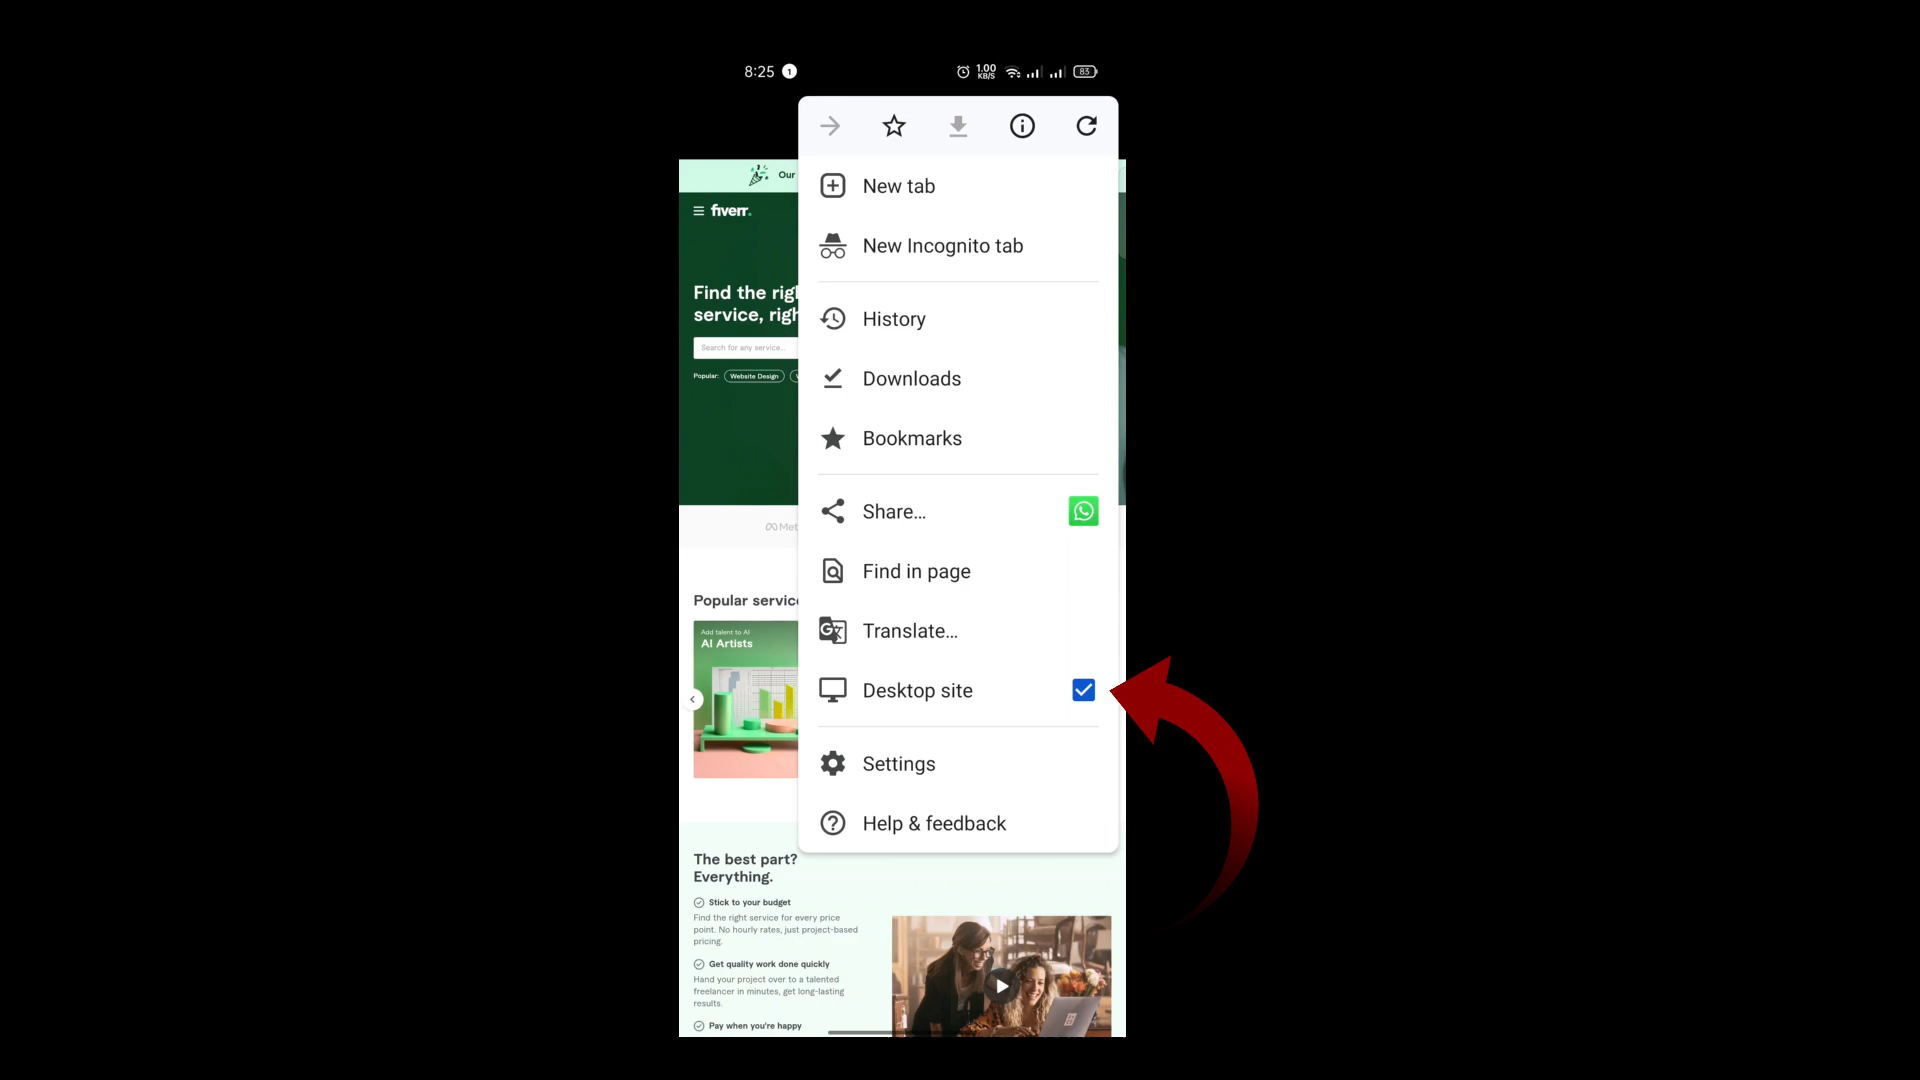 8:25 1
1.00
KB/S
83
Our
fiverr.
Find the righ
service, righ
Search for any service...
Popular: Website Design
Met
Popular servic
Add talent to AI
AI Artists
New tab
New Incognito tab
History
Downloads
Bookmarks
Share...
Find in page
Translate...
Desktop site
Settings
Help & feedback
The best part?
Everything.
Stick to your budget
Find the right service for every price
point. No hourly rates, just project-based
pricing.
Get quality work done quickly
Hand your project over to a talented
freelancer in minutes, get long-lasting
results.
Pay when you're happy